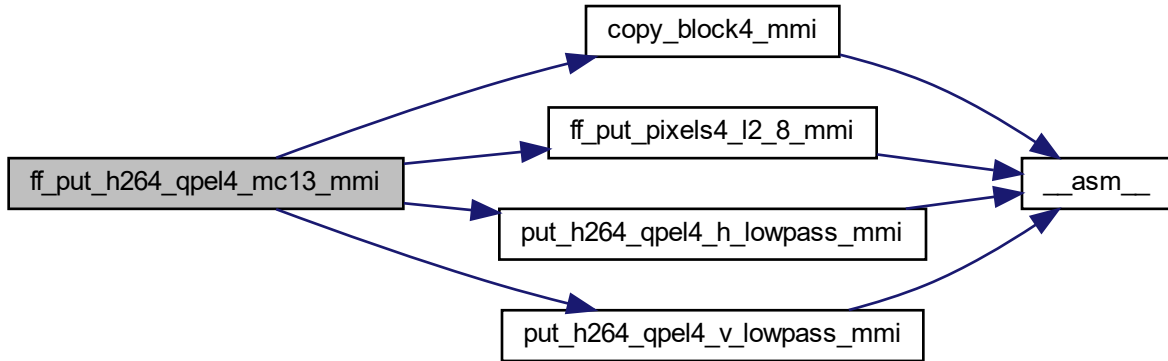 copy_block4_mmi
ff_put_pixels4_l2_8_mmi
ff_put_h264_qpel4_mc13_mmi
__asm__
put_h264_qpel4_h_lowpass_mmi
put_h264_qpel4_v_lowpass_mmi